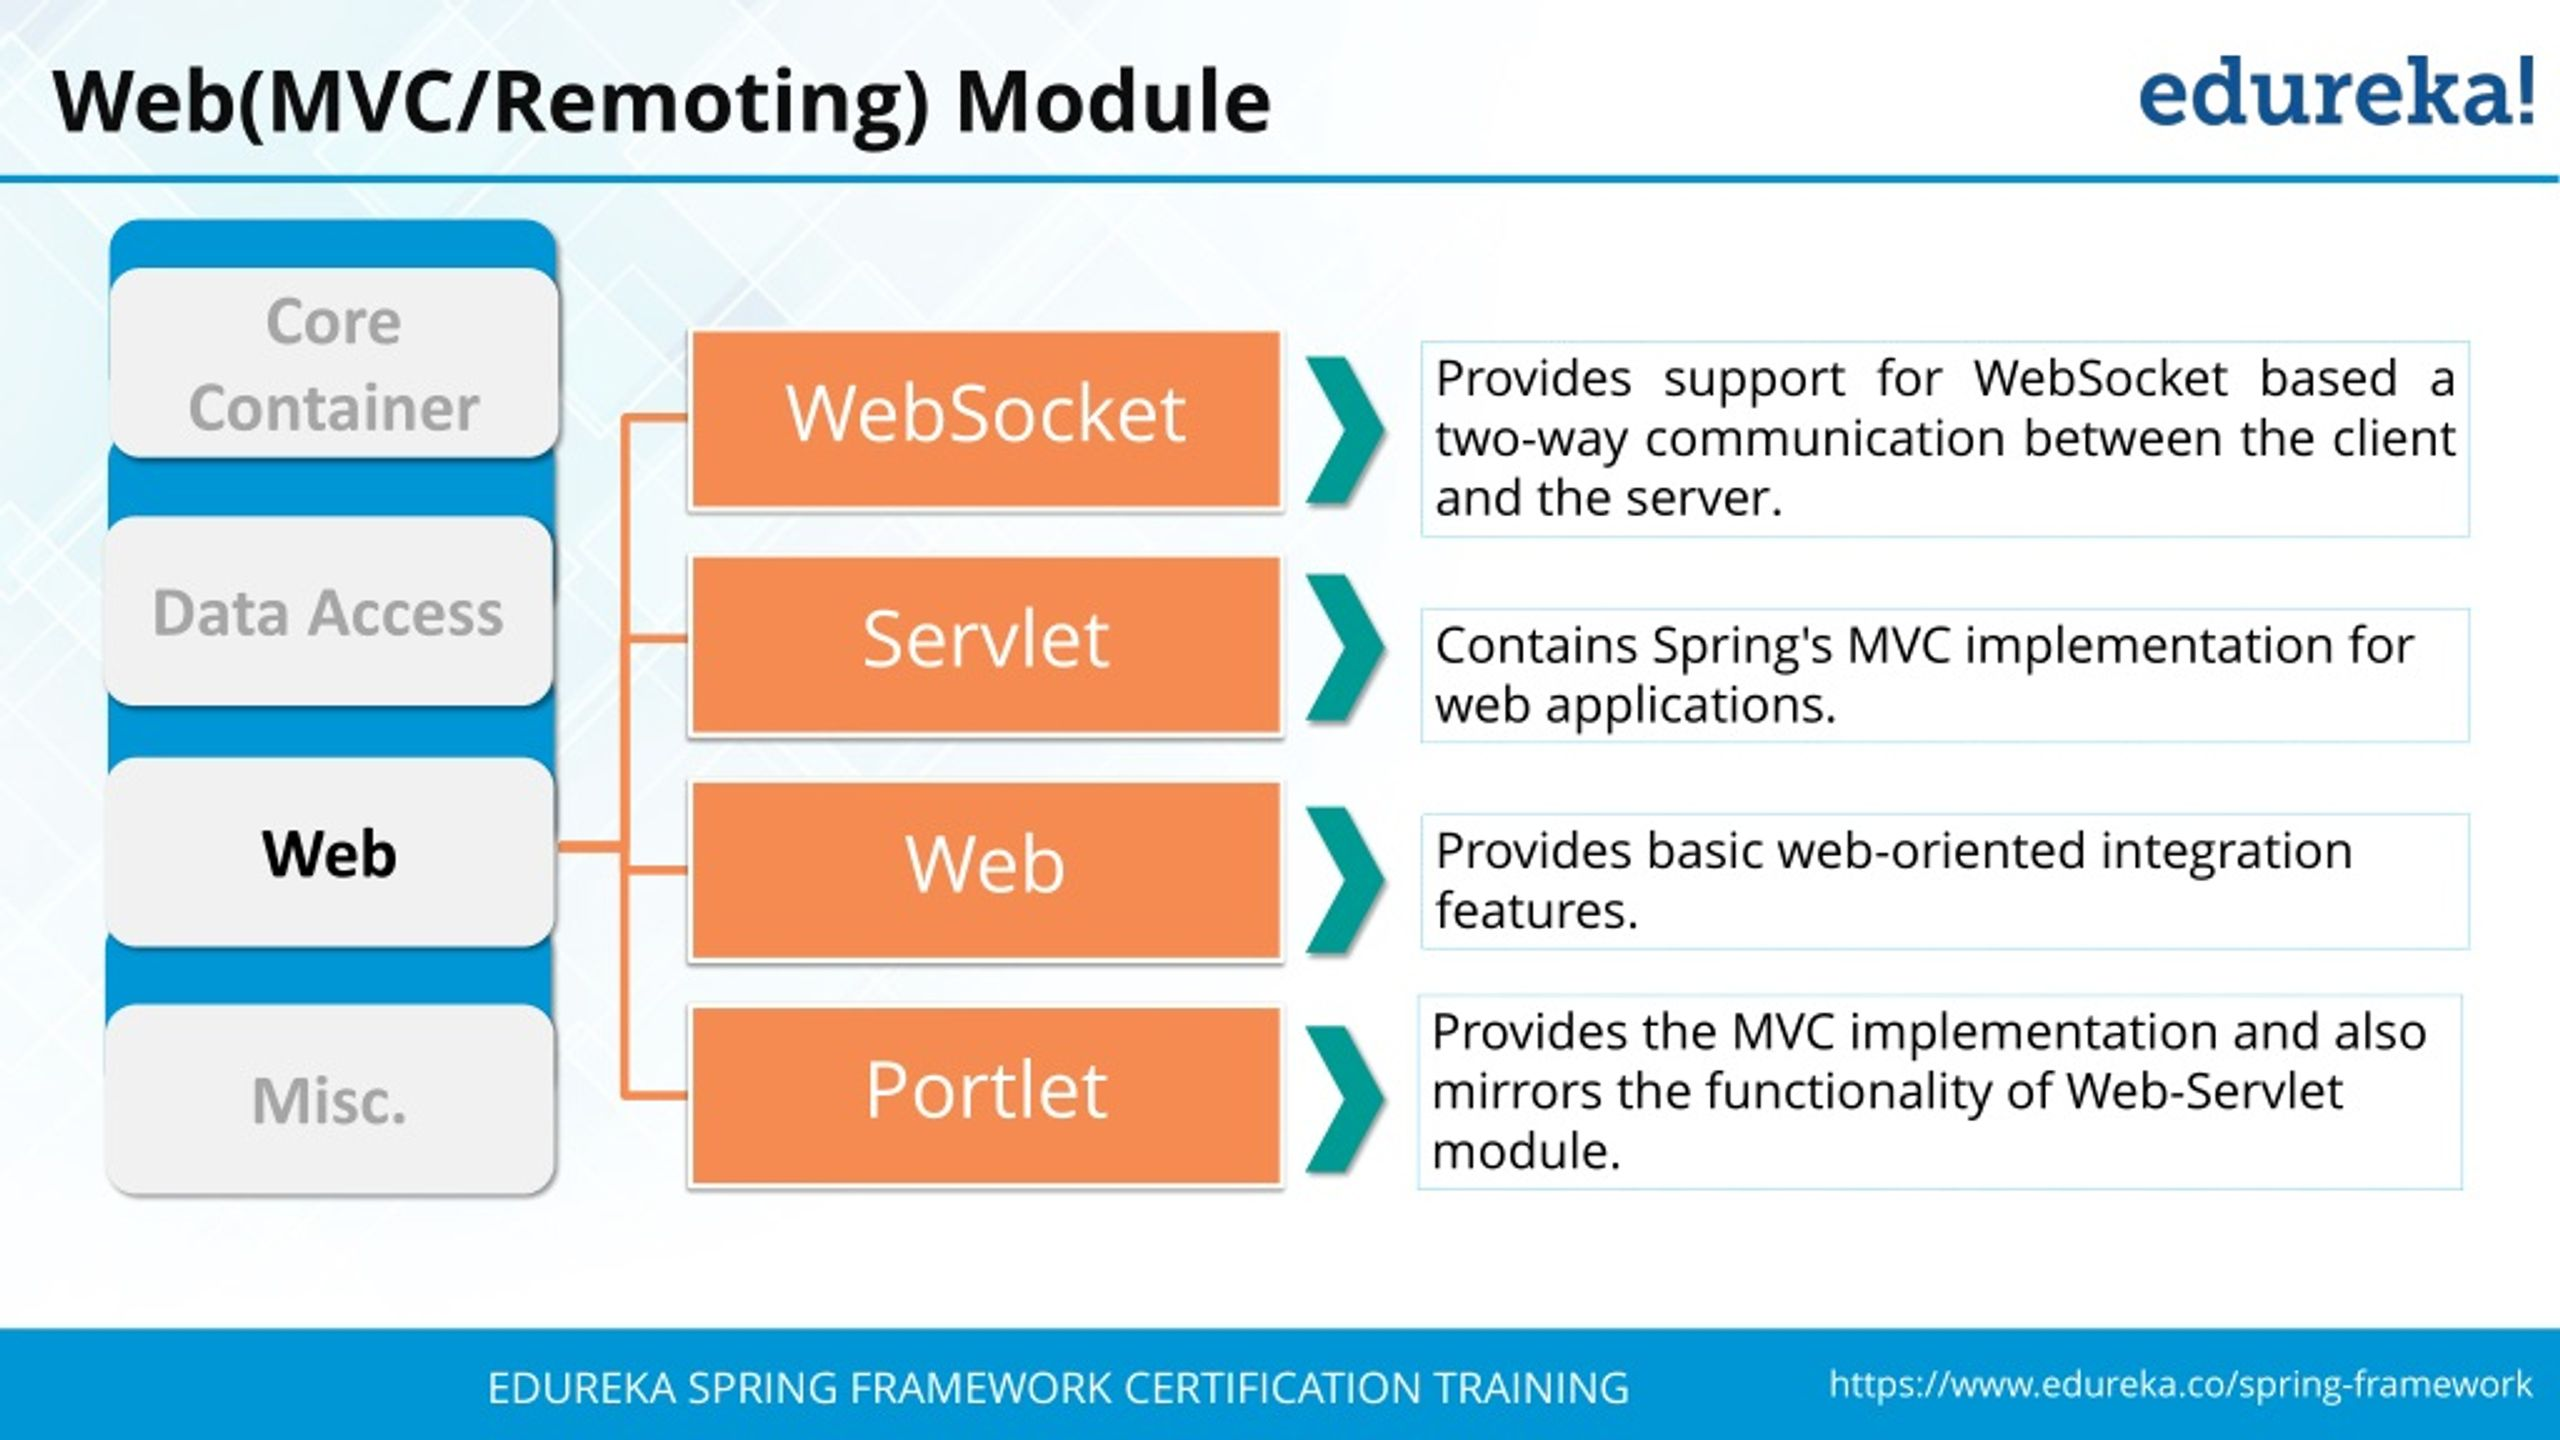 Web(MVC/Remoting) Module
edureka!
Core
Container
Data Access
Web
Misc.
WebSocket
Provides support for WebSocket based a
two-way communication between the client
and the server.
Servlet
Contains Spring's MVC implementation for
web applications.
Web
Provides basic web-oriented integration
features.
Portlet
Provides the MVC implementation and also
mirrors the functionality of Web-Servlet
module.
EDUREKA SPRING FRAMEWORK CERTIFICATION TRAINING
https://www.edureka.co/spring-framework